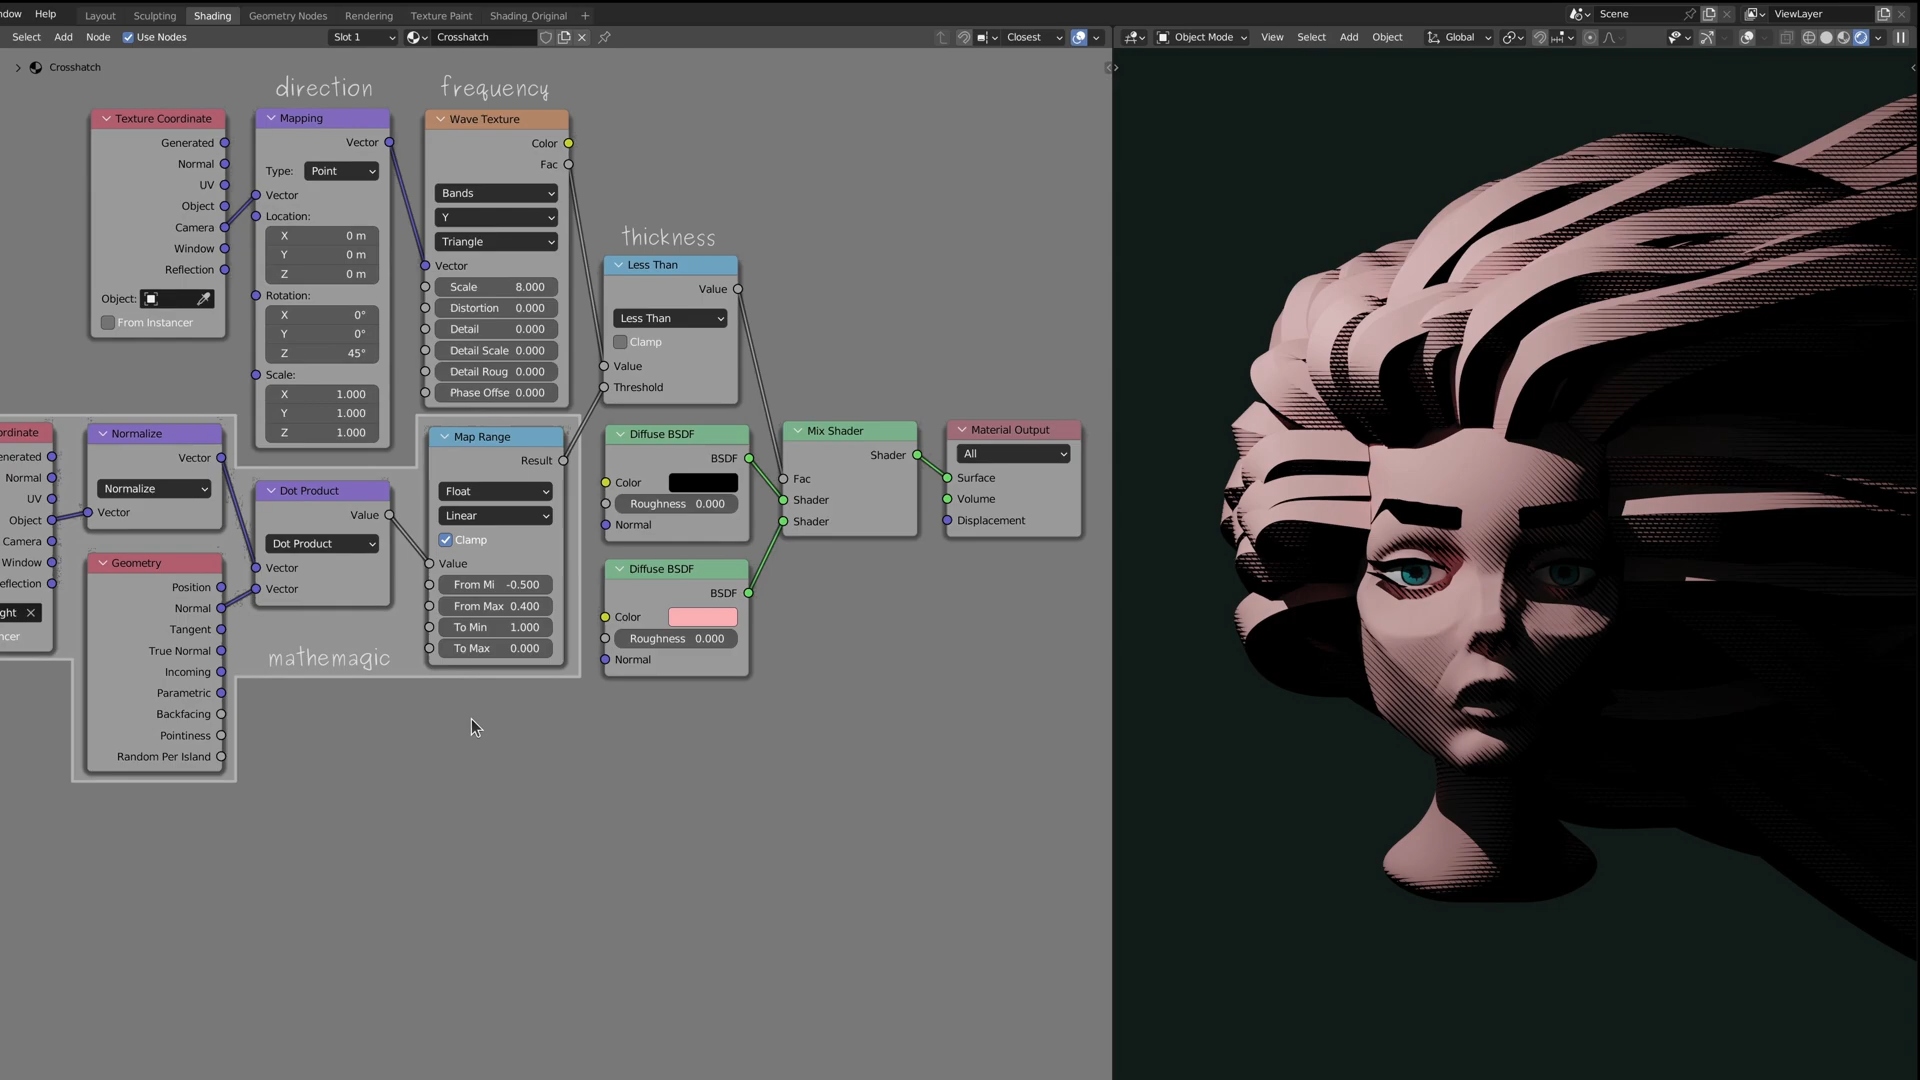 ndow Help Layout Sculpting Shading Geometry Nodes Rendering Texture Paint Shading_Original + Scene ViewLayer
Select Add Node Use Nodes Slot 1 Crosshatch Closest Object Mode View Select Add Object Global
Crosshatch
direction
frequency
thickness
mathemagic
Texture Coordinate
Generated
Normal
UV
Object
Camera
Window
Reflection
Object:
From Instancer
Mapping
Vector
Type: Point
Vector
Location:
X 0 m
Y 0 m
Z 0 m
Rotation:
X 0°
Y 0°
Z 45°
Scale:
X 1.000
Y 1.000
Z 1.000
Wave Texture
Color
Fac
Bands
Y
Triangle
Vector
Scale 8.000
Distortion 0.000
Detail 0.000
Detail Scale 0.000
Detail Roug 0.000
Phase Offse 0.000
Less Than
Value
Less Than
Clamp
Value
Threshold
ordinate
enerated
Normal
UV
Object
Camera
Window
eflection
ght
ncer
Normalize
Vector
Normalize
Vector
Geometry
Position
Normal
Tangent
True Normal
Incoming
Parametric
Backfacing
Pointiness
Random Per Island
Dot Product
Value
Dot Product
Vector
Vector
Map Range
Result
Float
Linear
Clamp
Value
From Mi -0.500
From Max 0.400
To Min 1.000
To Max 0.000
Diffuse BSDF
BSDF
Color
Roughness 0.000
Normal
Diffuse BSDF
BSDF
Color
Roughness 0.000
Normal
Mix Shader
Shader
Fac
Shader
Shader
Material Output
All
Surface
Volume
Displacement